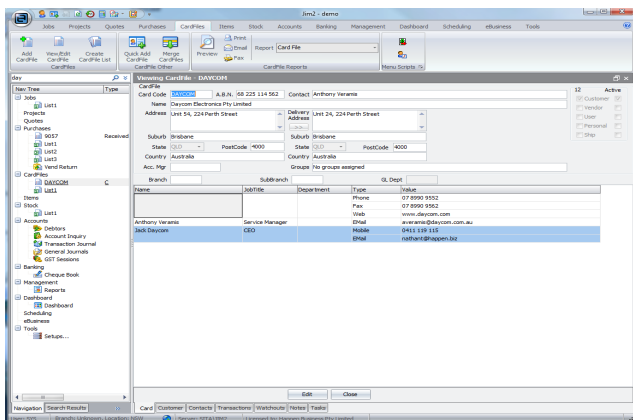 Jim2 - demo
Jobs Projects Quotes Purchases CardFiles Items Stock Accounts Banking Management Dashboard Scheduling eBusiness Tools
Add CardFile View/Edit CardFile Create CardFile List Quick Add CardFile Merge CardFiles Preview Print Email Fax Report Card File
CardFiles CardFile Other CardFile Reports Menu Scripts
day
Viewing CardFile - DAYCOM
Nav Tree Type
CardFile
Card Code DAYCOM A.B.N. 68 225 114 562 Contact Anthony Veramis
12 Active
Name Daycom Electronics Pty Limited
Customer
Vendor
User
Personal
Ship
Address Unit 54, 224 Perth Street Delivery Address Unit 24, 224 Perth Street
>>
Suburb Brisbane Suburb Brisbane
State QLD PostCode 4000 State QLD PostCode 4000
Country Australia Country Australia
Acc. Mgr Groups No groups assigned
Branch SubBranch GL Dept
Name JobTitle Department Type Value
Phone 07 8990 9552
Fax 07 8990 9562
Web www.daycom.com
Anthony Veramis Service Manager EMail averamis@daycom.com.au
Jack Daycom CEO Mobile 0411 119 115
EMail nathant@happen.biz
Jobs
List1
Projects
Quotes
Purchases
9057 Received
List1
List2
List3
Vend Return
CardFiles
DAYCOM C
List1
Items
Stock
List1
Accounts
Debtors
Account Inquiry
Transaction Journal
General Journals
GST Sessions
Banking
Cheque Book
Management
Reports
Dashboard
Dashboard
Scheduling
eBusiness
Tools
Setups...
Edit Close
Navigation Search Results
Card Customer Contacts Transactions Watchouts Notes Tasks